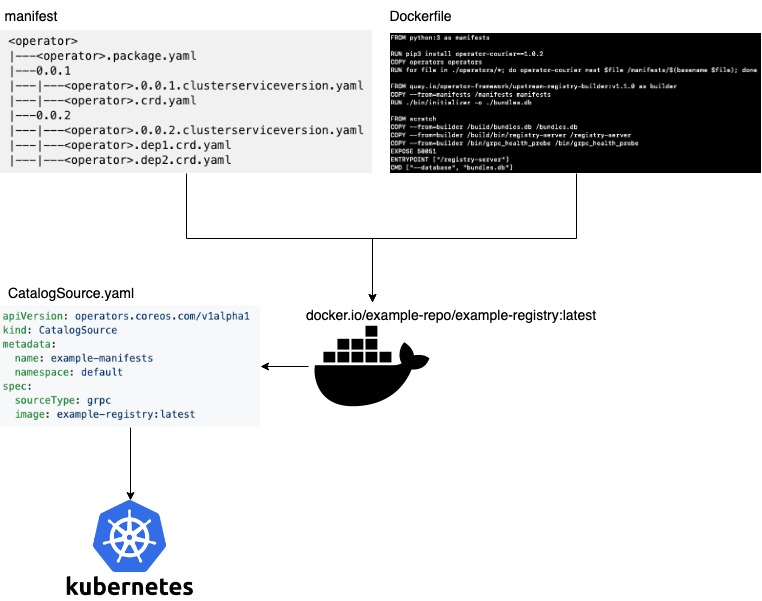 manifest
<operator>
|---<operator>.package.yaml
|---0.0.1
|---|---<operator>.0.0.1.clusterserviceversion.yaml
|---|---<operator>.crd.yaml
|---0.0.2
|---|---<operator>.0.0.2.clusterserviceversion.yaml
|---|---<operator>.dep1.crd.yaml
|---|---<operator>.dep2.crd.yaml
Dockerfile
FROM python:3 as manifests
RUN pip3 install operator-courier==1.0.2
COPY operators operators
RUN for file in ./operators/*; do operator-courier nest $file /manifests/$(basename $file); done
FROM quay.io/operator-framework/upstream-registry-builder:v1.1.0 as builder
COPY --from=manifests /manifests manifests
RUN ./bin/initializer -o ./bundles.db
FROM scratch
COPY --from=builder /build/bundles.db /bundles.db
COPY --from=builder /build/bin/registry-server /registry-server
COPY --from=builder /bin/grpc_health_probe /bin/grpc_health_probe
EXPOSE 50051
ENTRYPOINT ["/registry-server"]
CMD ["--database", "bundles.db"]
CatalogSource.yaml
apiVersion: operators.coreos.com/v1alpha1
kind: CatalogSource
metadata:
  name: example-manifests
  namespace: default
spec:
  sourceType: grpc
  image: example-registry:latest
docker.io/example-repo/example-registry:latest
kubernetes